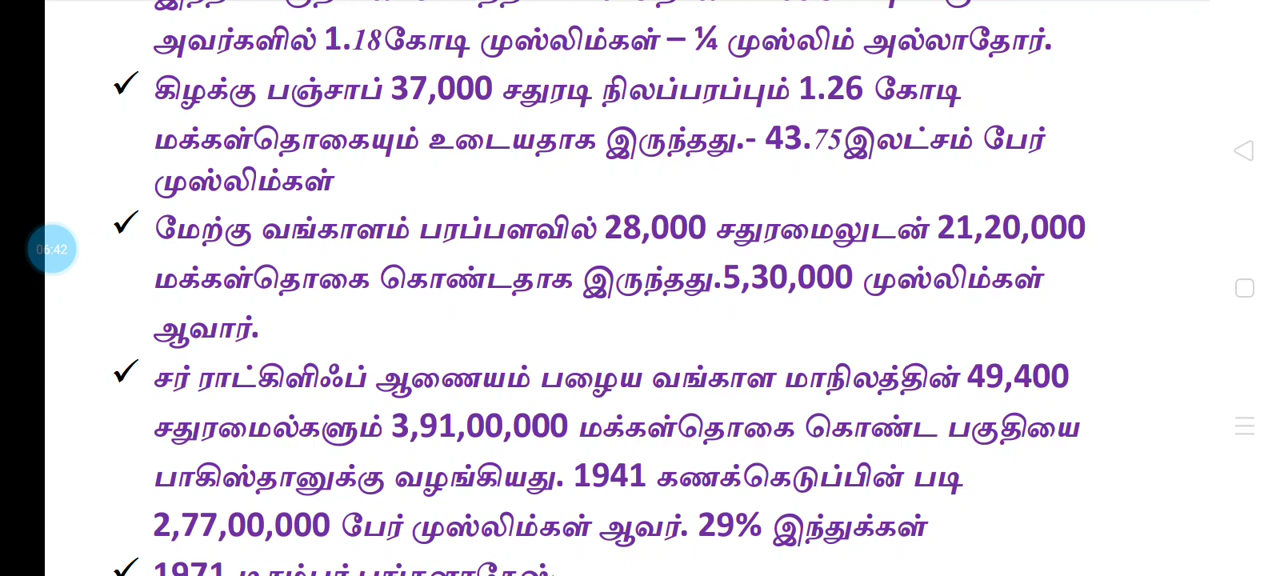 அவர்களில் 1.18கோடி முஸ்லிம்கள் – ¼ முஸ்லிம் அல்லாதோர்.
✓ கிழக்கு பஞ்சாப் 37,000 சதுரடி நிலப்பரப்பும் 1.26 கோடி
மக்கள்தொகையும் உடையதாக இருந்தது.- 43.75இலட்சம் பேர்
முஸ்லிம்கள்
✓ மேற்கு வங்காளம் பரப்பளவில் 28,000 சதுரமைலுடன் 21,20,000
06:42
மக்கள்தொகை கொண்டதாக இருந்தது.5,30,000 முஸ்லிம்கள்
ஆவார்.
✓ சர் ராட்கிளிஃப் ஆணையம் பழைய வங்காள மாநிலத்தின் 49,400
சதுரமைல்களும் 3,91,00,000 மக்கள்தொகை கொண்ட பகுதியை
பாகிஸ்தானுக்கு வழங்கியது. 1941 கணக்கெடுப்பின் படி
2,77,00,000 பேர் முஸ்லிம்கள் ஆவர். 29% இந்துக்கள்
✓ 1971